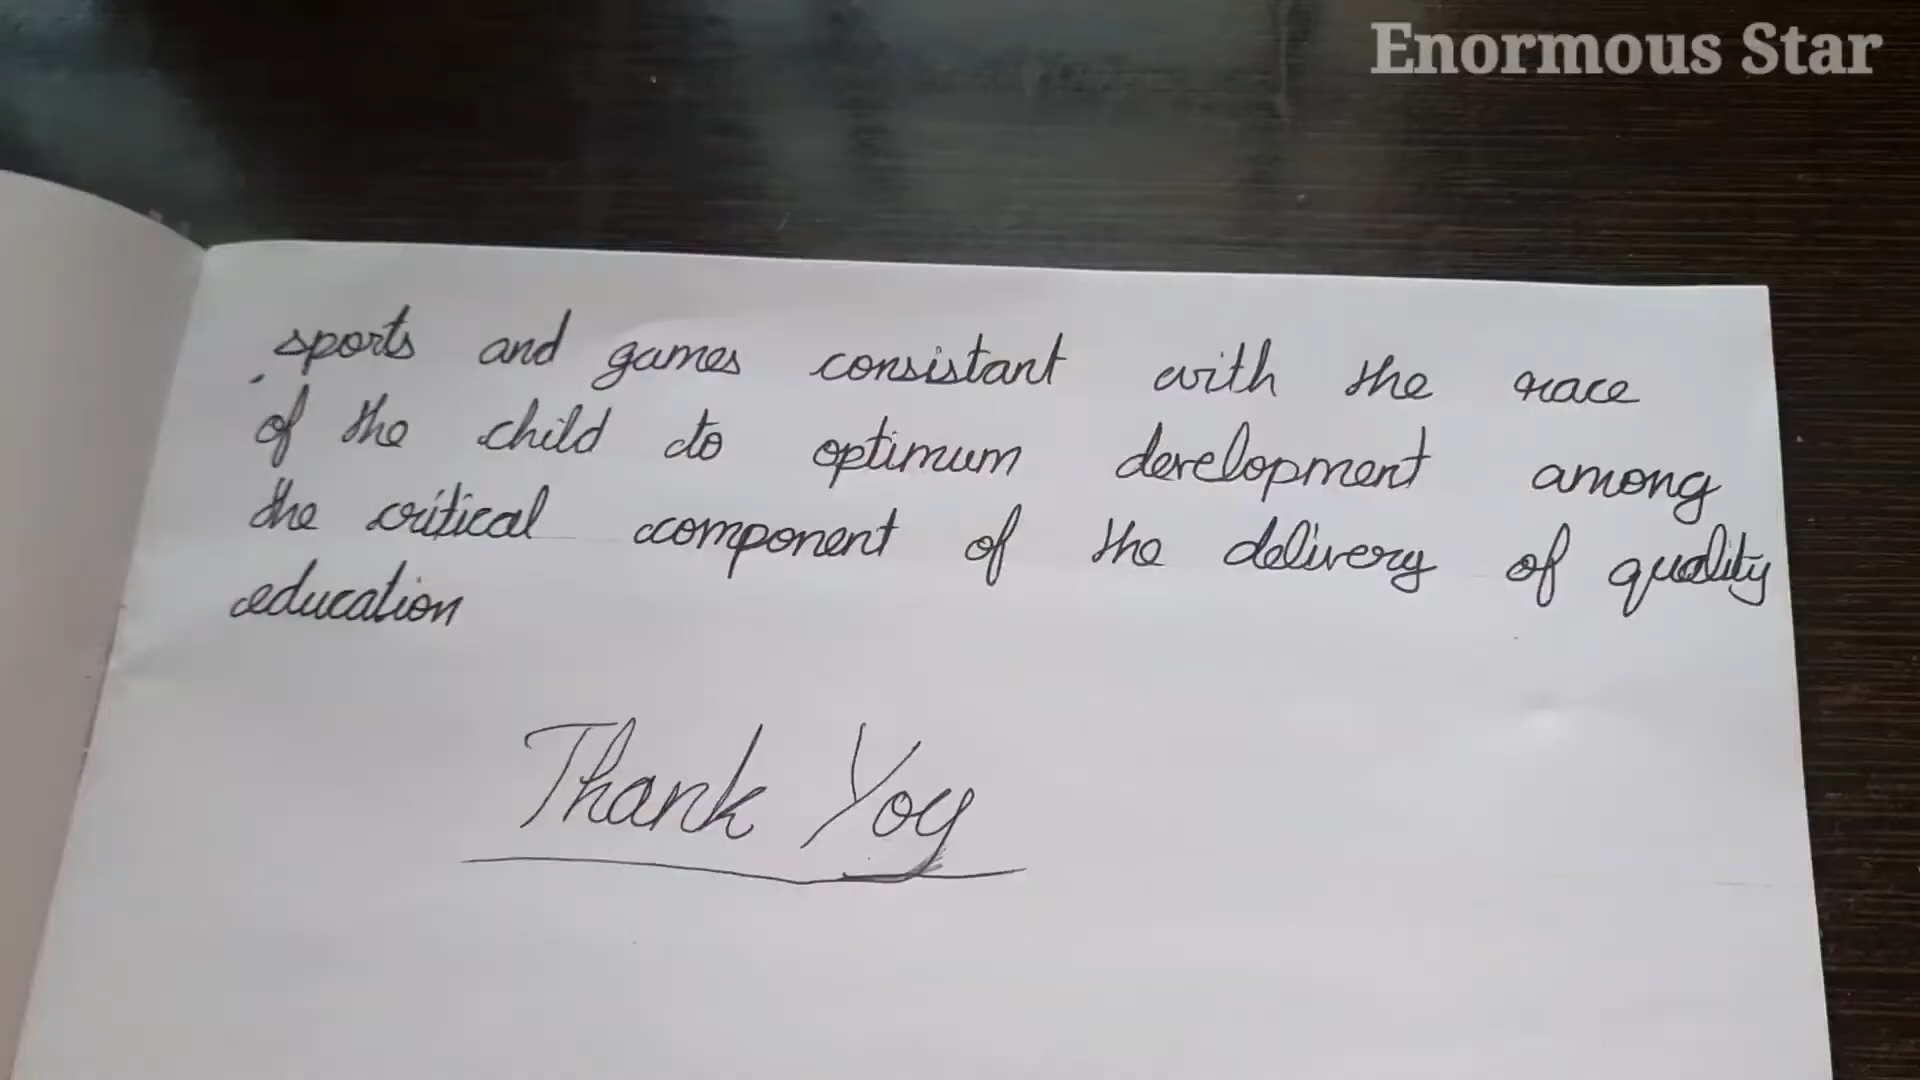 Enormous Star
sports and games consistant with the race
of the child to optimum development among
the critical component of the delivery of quality
education
Thank You